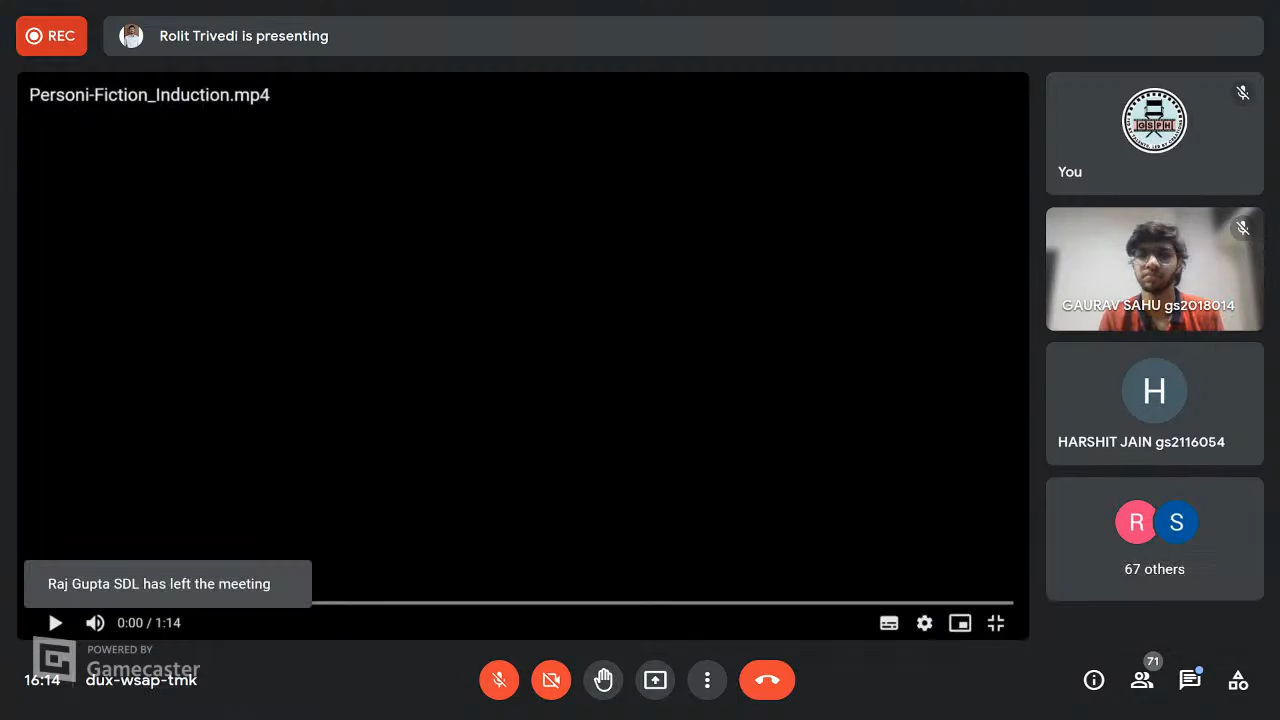 REC
Rolit Trivedi is presenting
Personi-Fiction_Induction.mp4
You
GAURAV SAHU gs2018014
H
HARSHIT JAIN gs2116054
R S
67 others
Raj Gupta SDL has left the meeting
0:00 / 1:14
POWERED BY
Gamecaster
16:14 dux-wsap-tmk
71